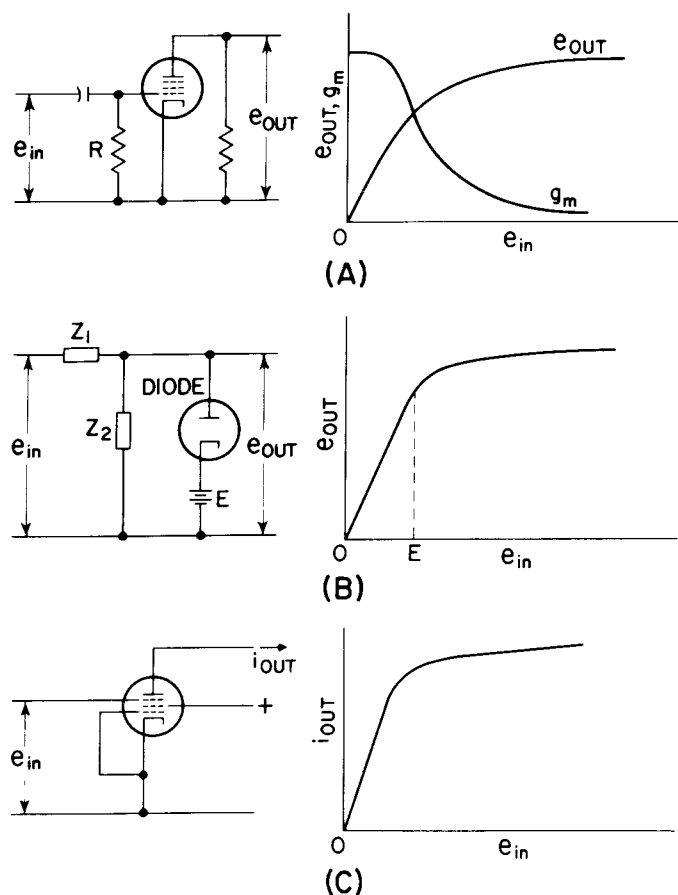 e_in
R
e_OUT
e_OUT, g_m
e_OUT
g_m
O
e_in
(A)
Z_1
Z_2
DIODE
E
e_in
e_OUT
e_OUT
O
E
e_in
(B)
i_OUT
+
e_in
i_OUT
O
e_in
(C)